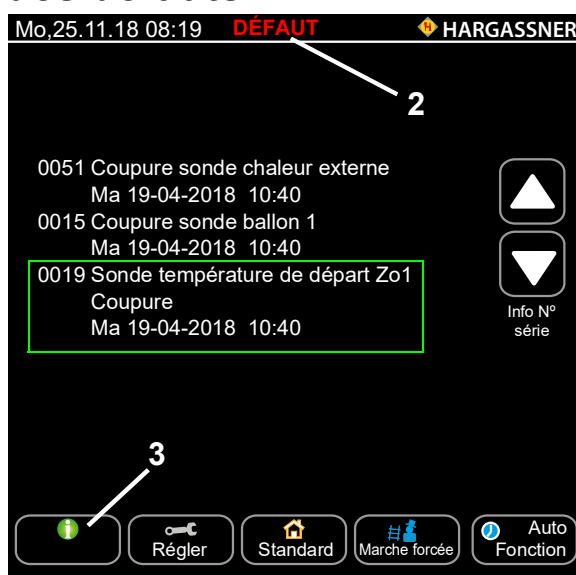 Mo,25.11.18 08:19 DÉFAUT HARGASSNER
2
0051 Coupure sonde chaleur externe
Ma 19-04-2018 10:40
0015 Coupure sonde ballon 1
Ma 19-04-2018 10:40
0019 Sonde température de départ Zo1
Coupure
Ma 19-04-2018 10:40
Info Nº
série
3
Régler
Standard
Marche forcée
Auto
Fonction